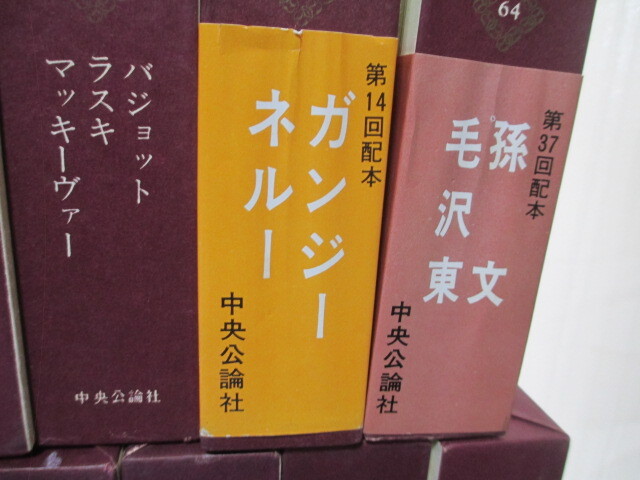 バジョット
ラスキ
マッキーヴァー
中央公論社
第14回配本
ガンジー
ネルー
中央公論社
64
第37回配本
孫文
毛沢東
中央公論社